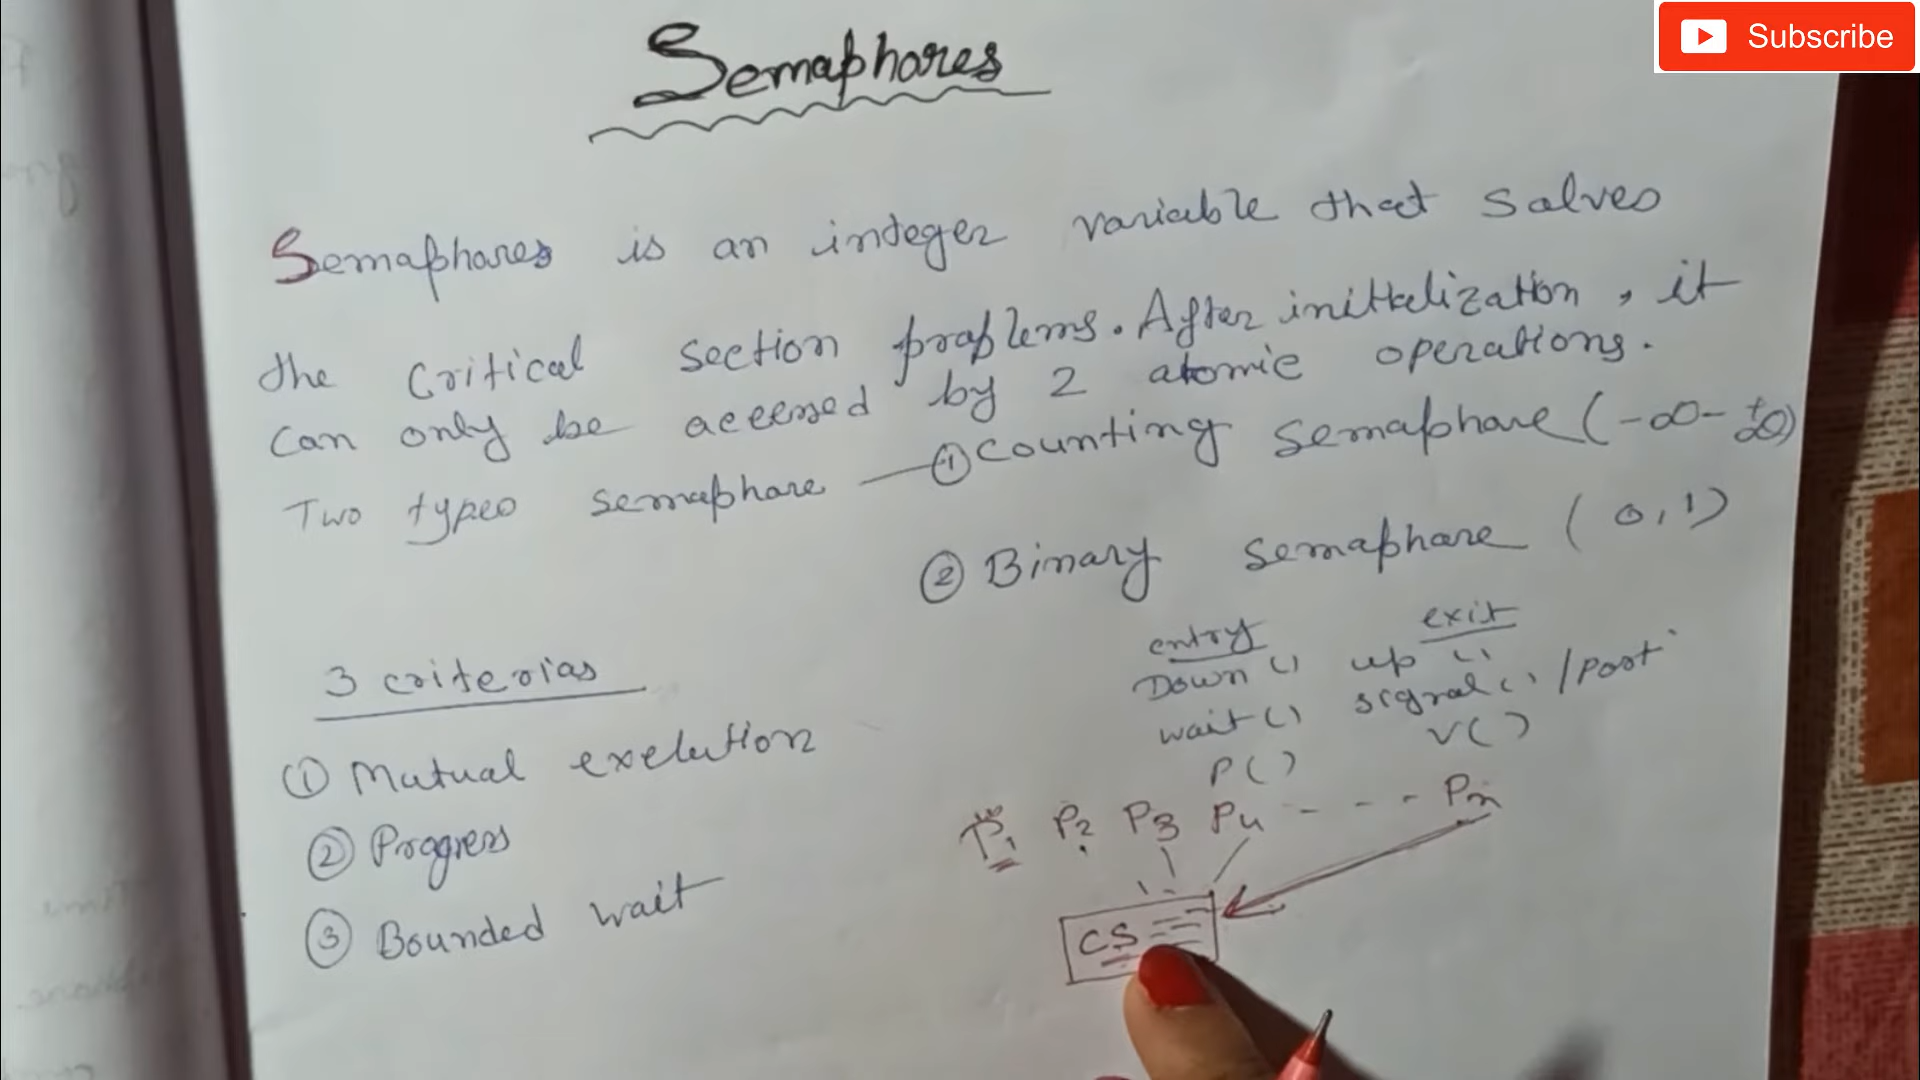 Subscribe
Semaphores
Semaphores is an integer variable that solves
the critical section problems. After initialization, it
can only be accessed by 2 atomic operations.
Two types semaphore — ① Counting semaphore (-∞ - +∞)
② Binary semaphore (0,1)
entry exit
Down () up ()
wait () signal () / post
P() V()
3 criterias
① Mutual exclution
② Progress
③ Bounded wait
P1 P2 P3 P4 - - - Pn
CS